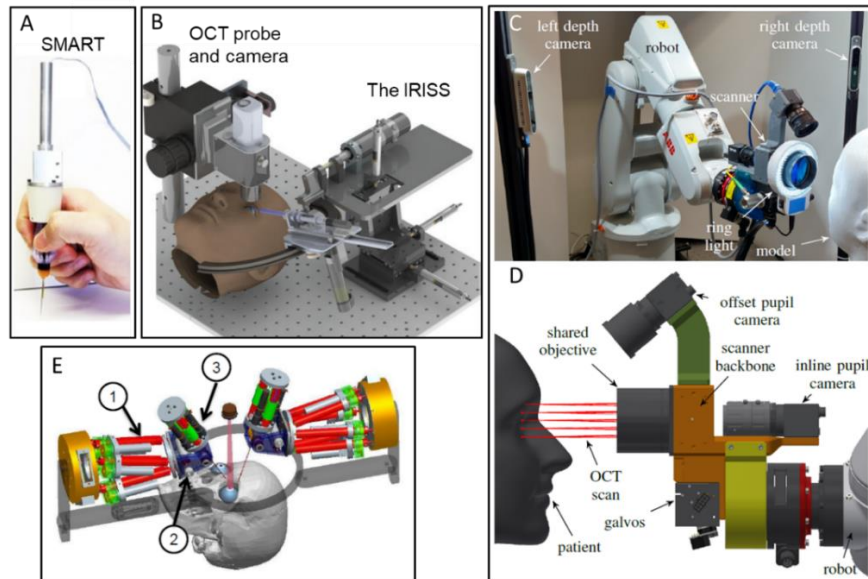 A
SMART
B
OCT probe
and camera
The IRISS
C
left depth
camera
robot
right depth
camera
scanner
ABB
ring
light
model
D
offset pupil
camera
shared
objective
scanner
backbone
inline pupil
camera
OCT
scan
galvos
patient
robot
E
1
2
3